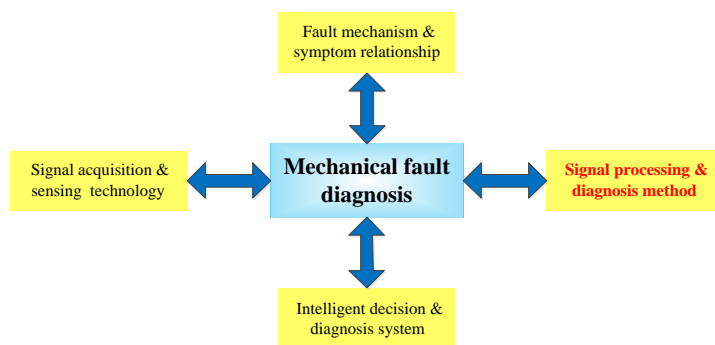 Fault mechanism &
symptom relationship
Signal acquisition &
sensing technology
Mechanical fault
diagnosis
Signal processing &
diagnosis method
Intelligent decision &
diagnosis system